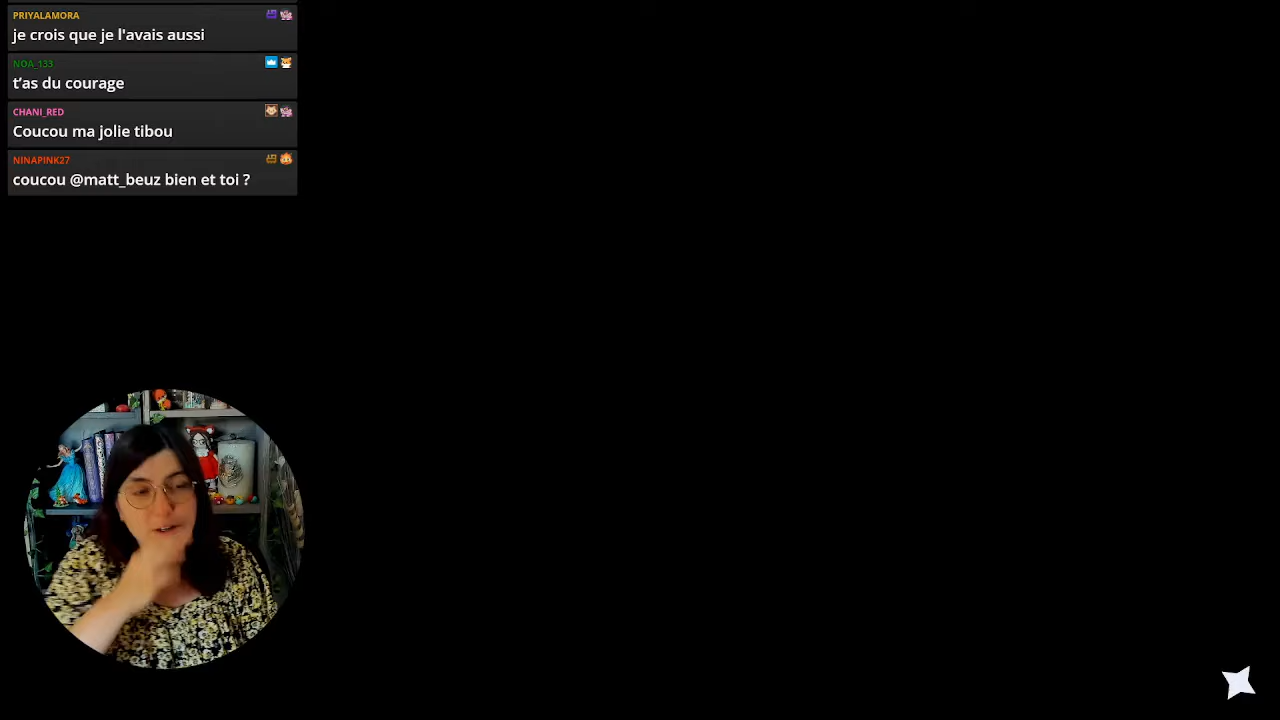 PRIYALAMORA
je crois que je l'avais aussi
NOA_133
t’as du courage
CHANI_RED
Coucou ma jolie tibou
NINAPINK27
coucou @matt_beuz bien et toi ?